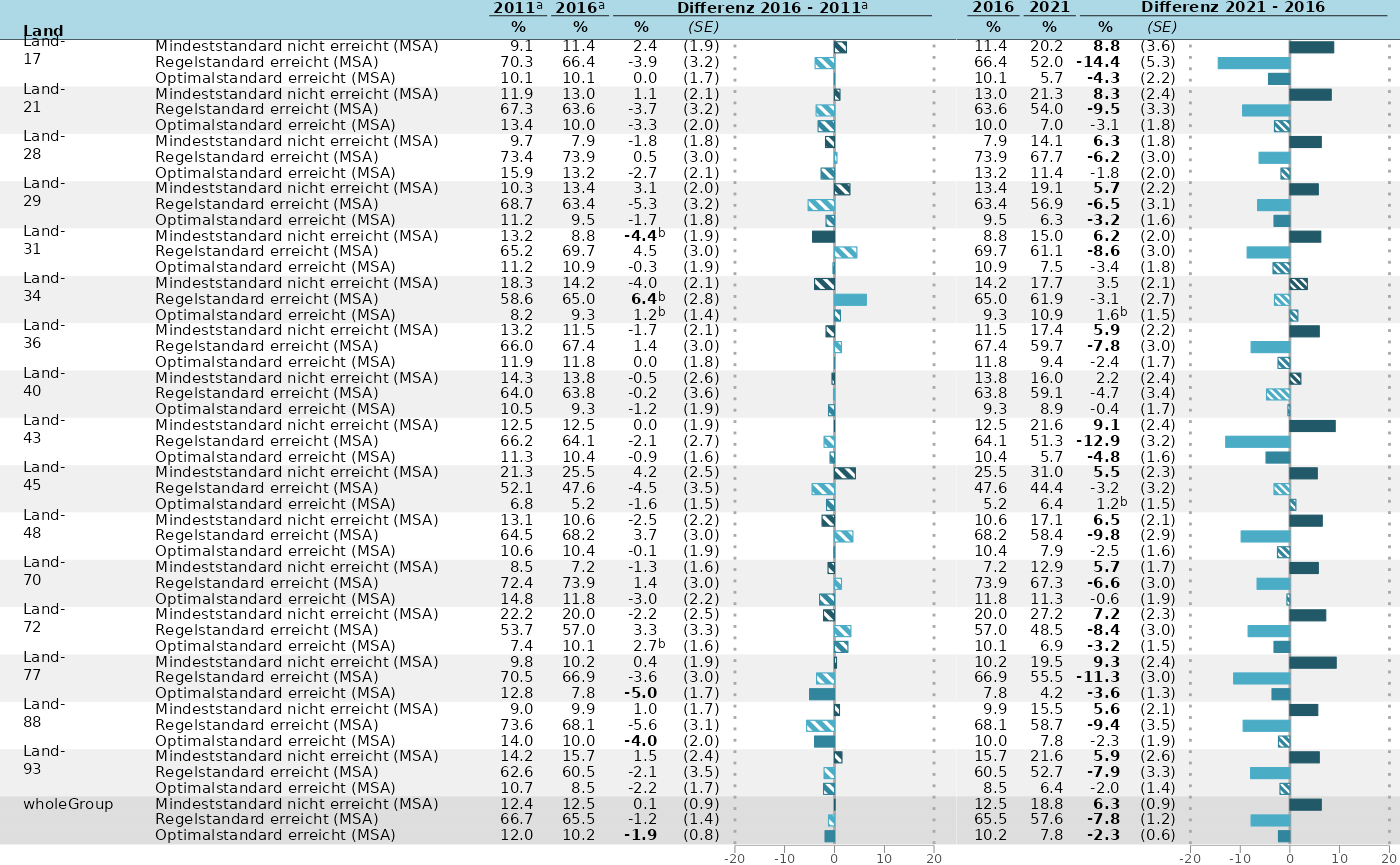 2011ᵃ 2016ᵃ Differenz 2016 - 2011ᵃ 2016 2021 Differenz 2021 - 2016
Land % % % (SE) % % % (SE)
Land-17 Mindeststandard nicht erreicht (MSA) 9.1 11.4 2.4 (1.9) 11.4 20.2 8.8 (3.6)
Regelstandard erreicht (MSA) 70.3 66.4 -3.9 (3.2) 66.4 52.0 -14.4 (5.3)
Optimalstandard erreicht (MSA) 10.1 10.1 0.0 (1.7) 10.1 5.7 -4.3 (2.2)
Land-21 Mindeststandard nicht erreicht (MSA) 11.9 13.0 1.1 (2.1) 13.0 21.3 8.3 (2.4)
Regelstandard erreicht (MSA) 67.3 63.6 -3.7 (3.2) 63.6 54.0 -9.5 (3.3)
Optimalstandard erreicht (MSA) 13.4 10.0 -3.3 (2.0) 10.0 7.0 -3.1 (1.8)
Land-28 Mindeststandard nicht erreicht (MSA) 9.7 7.9 -1.8 (1.8) 7.9 14.1 6.3 (1.8)
Regelstandard erreicht (MSA) 73.4 73.9 0.5 (3.0) 73.9 67.7 -6.2 (3.0)
Optimalstandard erreicht (MSA) 15.9 13.2 -2.7 (2.1) 13.2 11.4 -1.8 (2.0)
Land-29 Mindeststandard nicht erreicht (MSA) 10.3 13.4 3.1 (2.0) 13.4 19.1 5.7 (2.2)
Regelstandard erreicht (MSA) 68.7 63.4 -5.3 (3.2) 63.4 56.9 -6.5 (3.1)
Optimalstandard erreicht (MSA) 11.2 9.5 -1.7 (1.8) 9.5 6.3 -3.2 (1.6)
Land-31 Mindeststandard nicht erreicht (MSA) 13.2 8.8 -4.4ᵇ (1.9) 8.8 15.0 6.2 (2.0)
Regelstandard erreicht (MSA) 65.2 69.7 4.5 (3.0) 69.7 61.1 -8.6 (3.0)
Optimalstandard erreicht (MSA) 11.2 10.9 -0.3 (1.9) 10.9 7.5 -3.4 (1.8)
Land-34 Mindeststandard nicht erreicht (MSA) 18.3 14.2 -4.0 (2.1) 14.2 17.7 3.5 (2.1)
Regelstandard erreicht (MSA) 58.6 65.0 6.4ᵇ (2.8) 65.0 61.9 -3.1 (2.7)
Optimalstandard erreicht (MSA) 8.2 9.3 1.2ᵇ (1.4) 9.3 10.9 1.6ᵇ (1.5)
Land-36 Mindeststandard nicht erreicht (MSA) 13.2 11.5 -1.7 (2.1) 11.5 17.4 5.9 (2.2)
Regelstandard erreicht (MSA) 66.0 67.4 1.4 (3.0) 67.4 59.7 -7.8 (3.0)
Optimalstandard erreicht (MSA) 11.9 11.8 0.0 (1.8) 11.8 9.4 -2.4 (1.7)
Land-40 Mindeststandard nicht erreicht (MSA) 14.3 13.8 -0.5 (2.6) 13.8 16.0 2.2 (2.4)
Regelstandard erreicht (MSA) 64.0 63.8 -0.2 (3.6) 63.8 59.1 -4.7 (3.4)
Optimalstandard erreicht (MSA) 10.5 9.3 -1.2 (1.9) 9.3 8.9 -0.4 (1.7)
Land-43 Mindeststandard nicht erreicht (MSA) 12.5 12.5 0.0 (1.9) 12.5 21.6 9.1 (2.4)
Regelstandard erreicht (MSA) 66.2 64.1 -2.1 (2.7) 64.1 51.3 -12.9 (3.2)
Optimalstandard erreicht (MSA) 11.3 10.4 -0.9 (1.6) 10.4 5.7 -4.8 (1.6)
Land-45 Mindeststandard nicht erreicht (MSA) 21.3 25.5 4.2 (2.5) 25.5 31.0 5.5 (2.3)
Regelstandard erreicht (MSA) 52.1 47.6 -4.5 (3.5) 47.6 44.4 -3.2 (3.2)
Optimalstandard erreicht (MSA) 6.8 5.2 -1.6 (1.5) 5.2 6.4 1.2ᵇ (1.5)
Land-48 Mindeststandard nicht erreicht (MSA) 13.1 10.6 -2.5 (2.2) 10.6 17.1 6.5 (2.1)
Regelstandard erreicht (MSA) 64.5 68.2 3.7 (3.0) 68.2 58.4 -9.8 (2.9)
Optimalstandard erreicht (MSA) 10.6 10.4 -0.1 (1.9) 10.4 7.9 -2.5 (1.6)
Land-70 Mindeststandard nicht erreicht (MSA) 8.5 7.2 -1.3 (1.6) 7.2 12.9 5.7 (1.7)
Regelstandard erreicht (MSA) 72.4 73.9 1.4 (3.0) 73.9 67.3 -6.6 (3.0)
Optimalstandard erreicht (MSA) 14.8 11.8 -3.0 (2.2) 11.8 11.3 -0.6 (1.9)
Land-72 Mindeststandard nicht erreicht (MSA) 22.2 20.0 -2.2 (2.5) 20.0 27.2 7.2 (2.3)
Regelstandard erreicht (MSA) 53.7 57.0 3.3 (3.3) 57.0 48.5 -8.4 (3.0)
Optimalstandard erreicht (MSA) 7.4 10.1 2.7ᵇ (1.6) 10.1 6.9 -3.2 (1.5)
Land-77 Mindeststandard nicht erreicht (MSA) 9.8 10.2 0.4 (1.9) 10.2 19.5 9.3 (2.4)
Regelstandard erreicht (MSA) 70.5 66.9 -3.6 (3.0) 66.9 55.5 -11.3 (3.0)
Optimalstandard erreicht (MSA) 12.8 7.8 -5.0 (1.7) 7.8 4.2 -3.6 (1.3)
Land-88 Mindeststandard nicht erreicht (MSA) 9.0 9.9 1.0 (1.7) 9.9 15.5 5.6 (2.1)
Regelstandard erreicht (MSA) 73.6 68.1 -5.6 (3.1) 68.1 58.7 -9.4 (3.5)
Optimalstandard erreicht (MSA) 14.0 10.0 -4.0 (2.0) 10.0 7.8 -2.3 (1.9)
Land-93 Mindeststandard nicht erreicht (MSA) 14.2 15.7 1.5 (2.4) 15.7 21.6 5.9 (2.6)
Regelstandard erreicht (MSA) 62.6 60.5 -2.1 (3.5) 60.5 52.7 -7.9 (3.3)
Optimalstandard erreicht (MSA) 10.7 8.5 -2.2 (1.7) 8.5 6.4 -2.0 (1.4)
wholeGroup Mindeststandard nicht erreicht (MSA) 12.4 12.5 0.1 (0.9) 12.5 18.8 6.3 (0.9)
Regelstandard erreicht (MSA) 66.7 65.5 -1.2 (1.4) 65.5 57.6 -7.8 (1.2)
Optimalstandard erreicht (MSA) 12.0 10.2 -1.9 (0.8) 10.2 7.8 -2.3 (0.6)
-20 -10 0 10 20 -20 -10 0 10 20